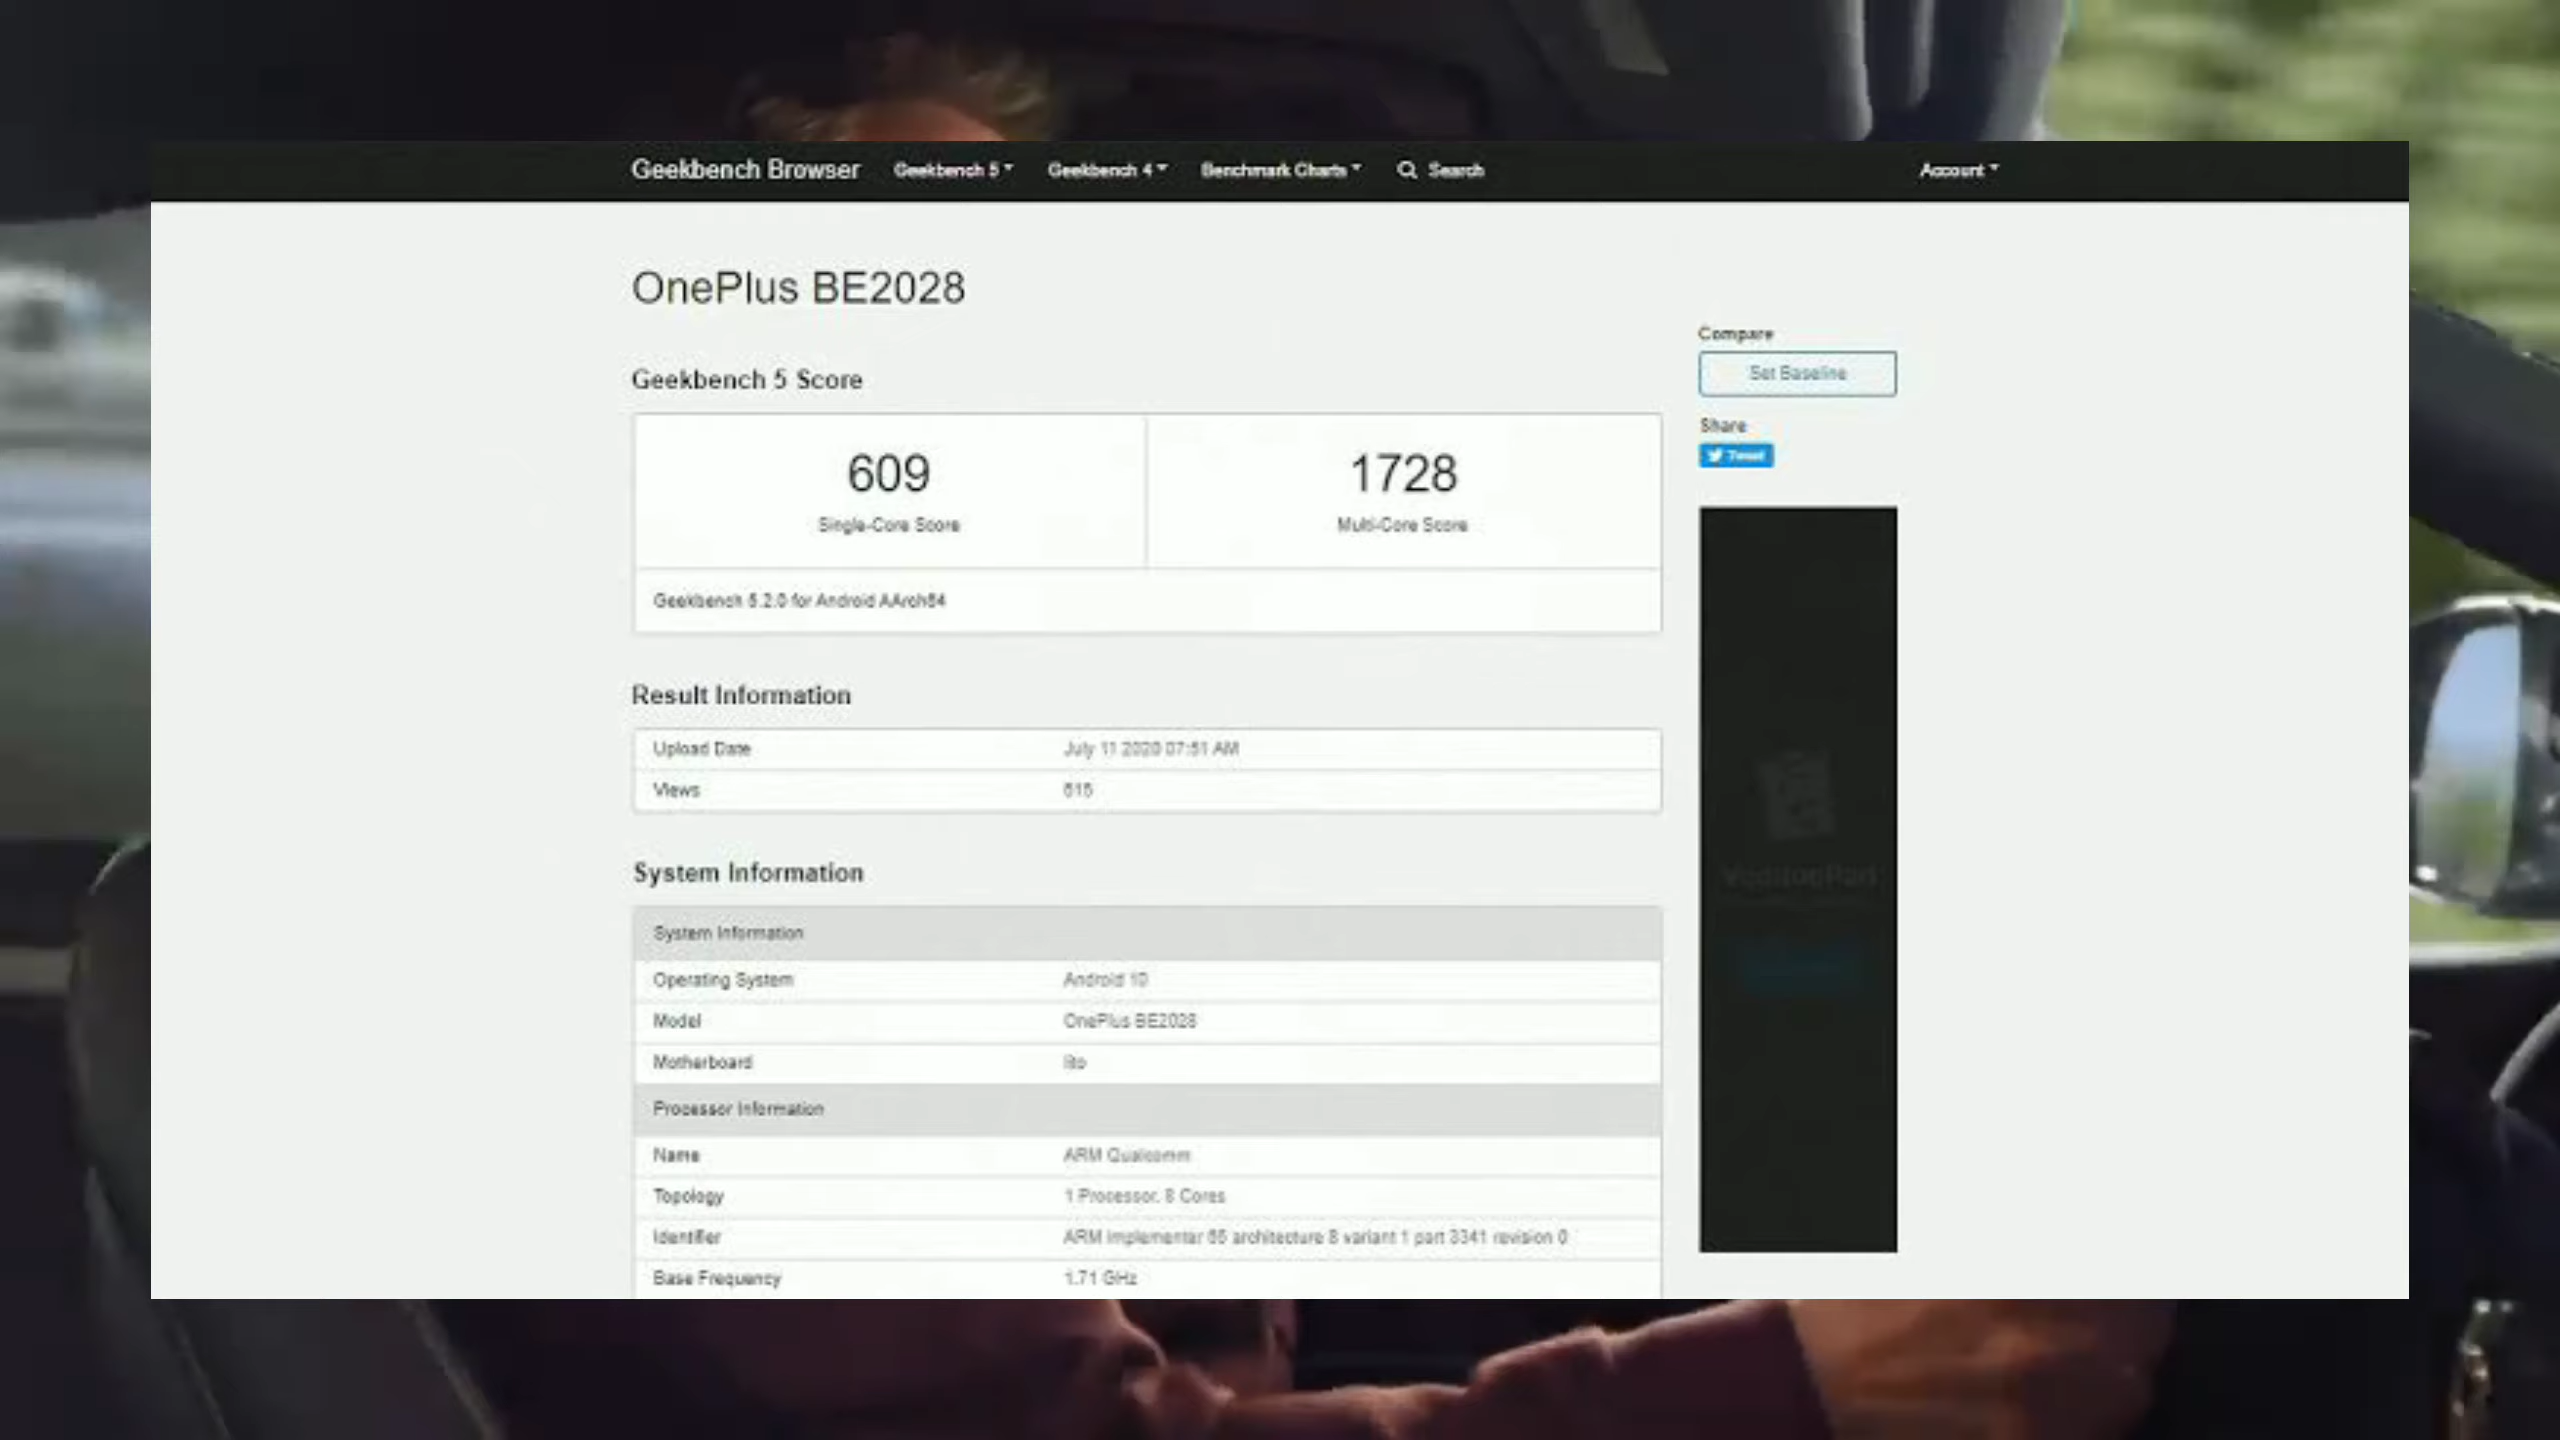 Geekbench Browser Geekbench 5 Geekbench 4 Benchmark Charts Search Account
OnePlus BE2028
Compare
Set Baseline
Geekbench 5 Score
Share
Tweet
609 1728
Single-Core Score Multi-Core Score
Geekbench 5.2.0 for Android AArch64
Result Information
Upload Date July 11 2020 07:51 AM
Views
System Information
System Information
Operating System Android 10
Model OnePlus BE2028
Motherboard lito
Processor Information
Name ARM Qualcomm
Topology 1 Processor, 8 Cores
Identifier ARM implementer architecture 8 variant 1 part 3341 revision 0
Base Frequency 1.71 GHz